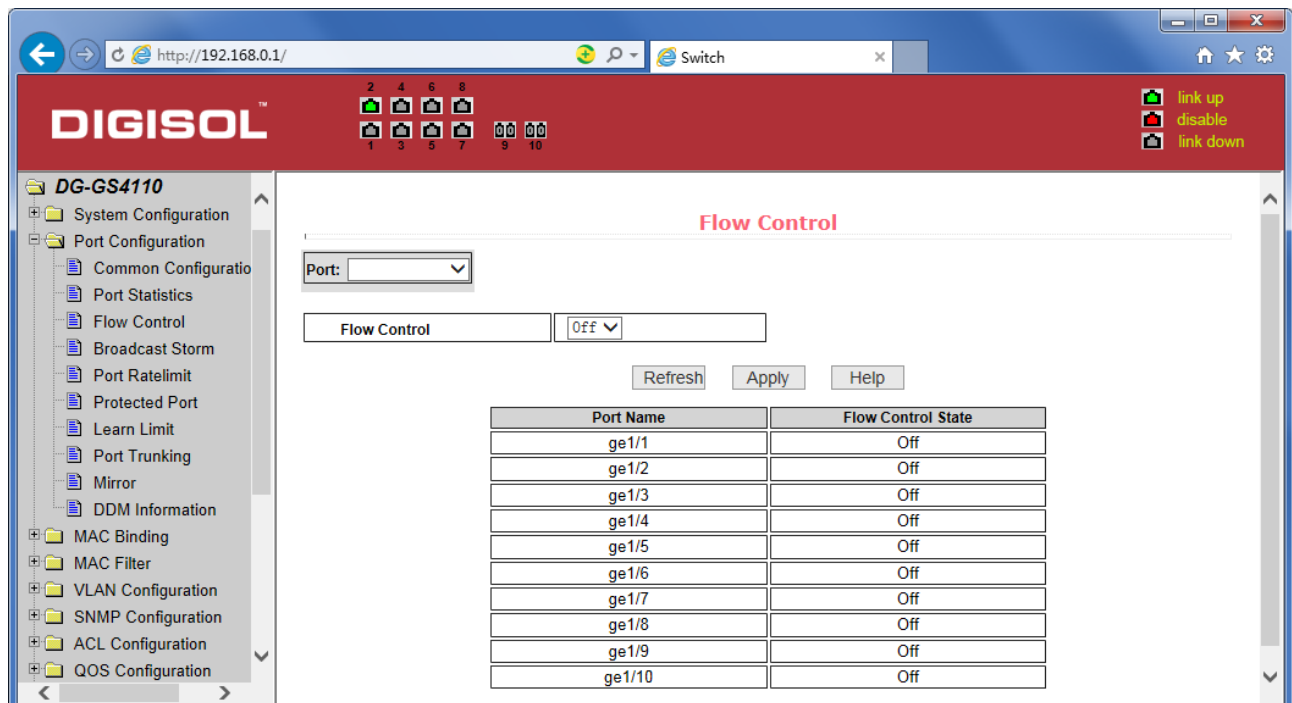 http://192.168.0.1/
Switch
DIGISOL™
2 4 6 8
1 3 5 7 9 10
link up
disable
link down
DG-GS4110
System Configuration
Port Configuration
Common Configuratio
Port Statistics
Flow Control
Broadcast Storm
Port Ratelimit
Protected Port
Learn Limit
Port Trunking
Mirror
DDM Information
MAC Binding
MAC Filter
VLAN Configuration
SNMP Configuration
ACL Configuration
QOS Configuration
Flow Control
Port:
Flow Control Off
Refresh Apply Help
Port Name Flow Control State
ge1/1 Off
ge1/2 Off
ge1/3 Off
ge1/4 Off
ge1/5 Off
ge1/6 Off
ge1/7 Off
ge1/8 Off
ge1/9 Off
ge1/10 Off